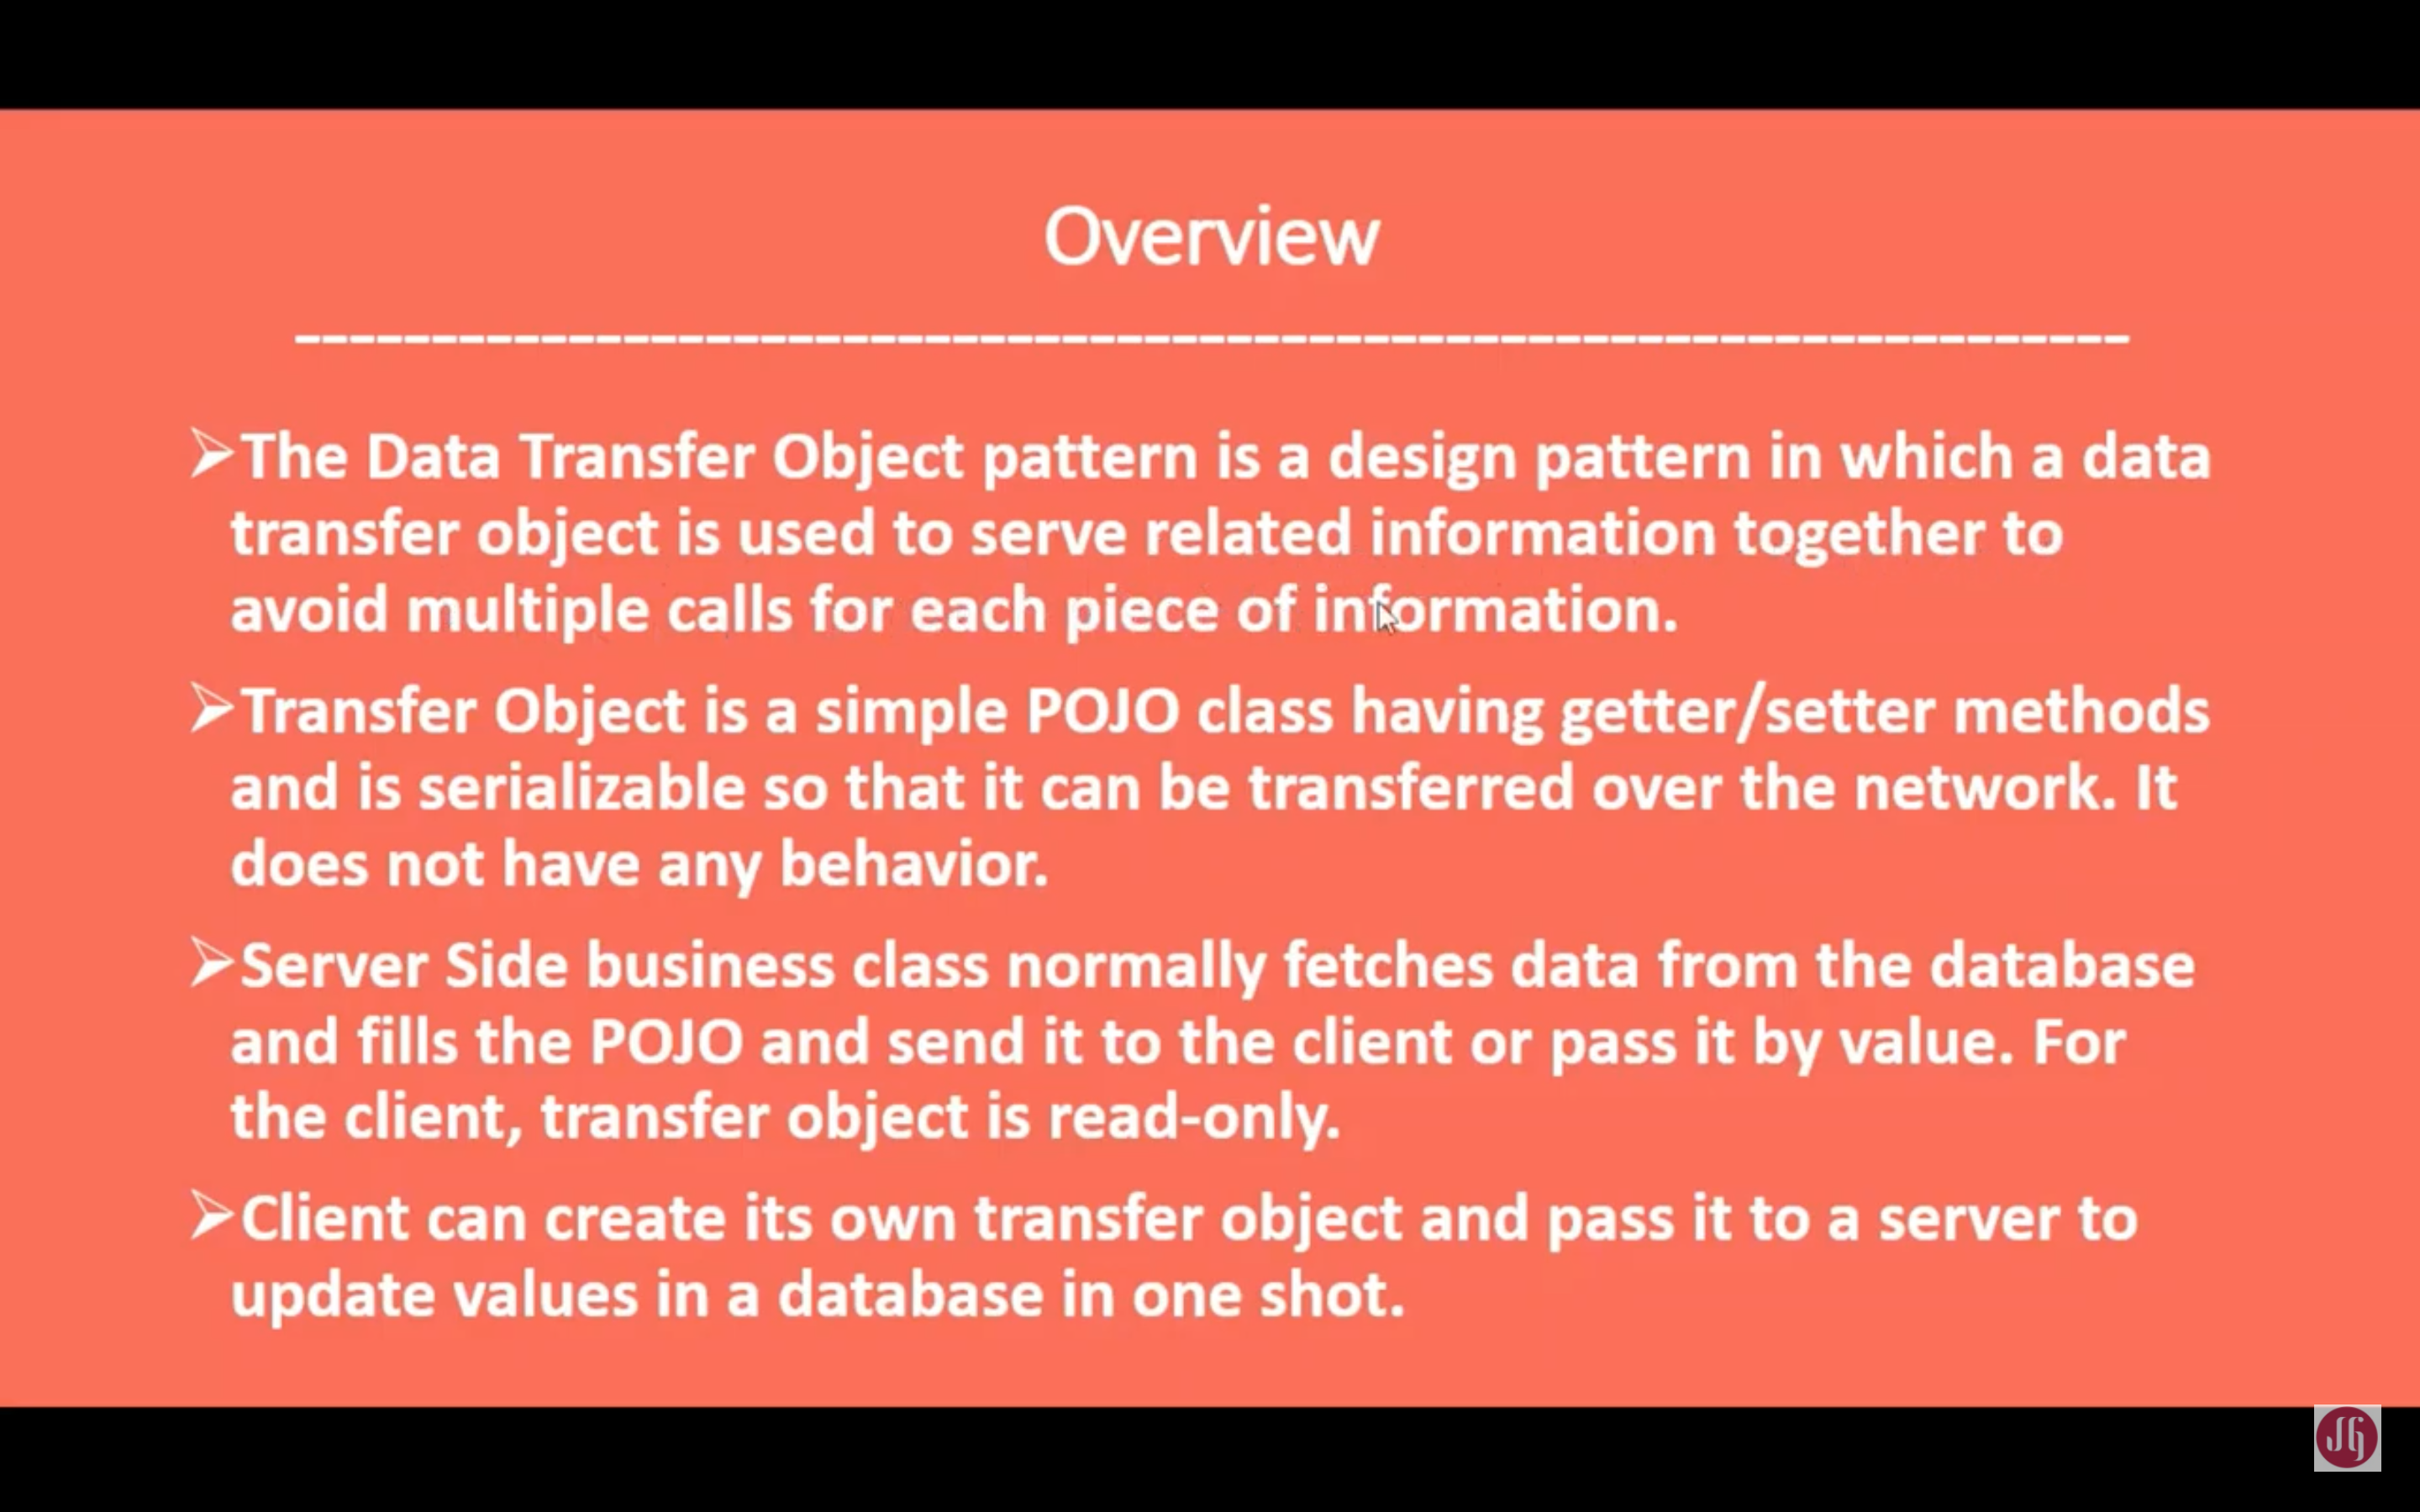 Overview
----------------------------------------------------------------------
➢The Data Transfer Object pattern is a design pattern in which a data
transfer object is used to serve related information together to
avoid multiple calls for each piece of information.
➢Transfer Object is a simple POJO class having getter/setter methods
and is serializable so that it can be transferred over the network. It
does not have any behavior.
➢Server Side business class normally fetches data from the database
and fills the POJO and send it to the client or pass it by value. For
the client, transfer object is read-only.
➢Client can create its own transfer object and pass it to a server to
update values in a database in one shot.